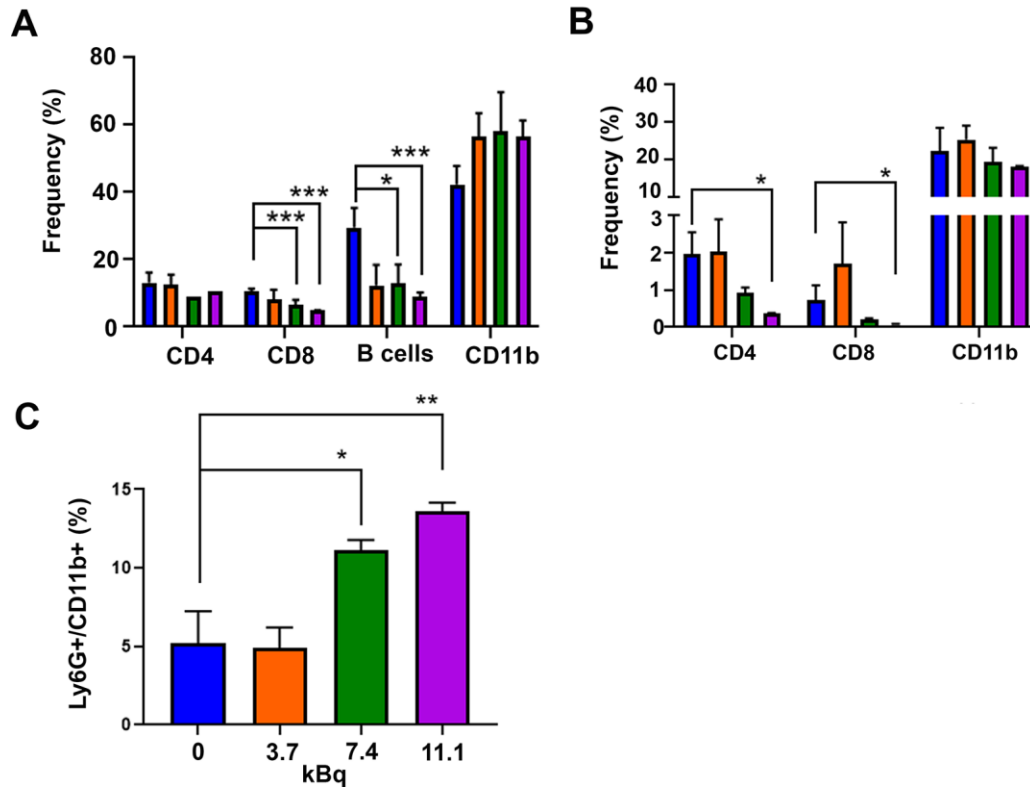 A
Frequency (%)
80
60
40
20
0
***
***
***
*
CD4 CD8 B cells CD11b
B
Frequency (%)
40
30
20
10
3
2
1
0
*
*
CD4 CD8 CD11b
C
Ly6G+/CD11b+ (%)
**
*
15
10
5
0
0 3.7 7.4 11.1
kBq